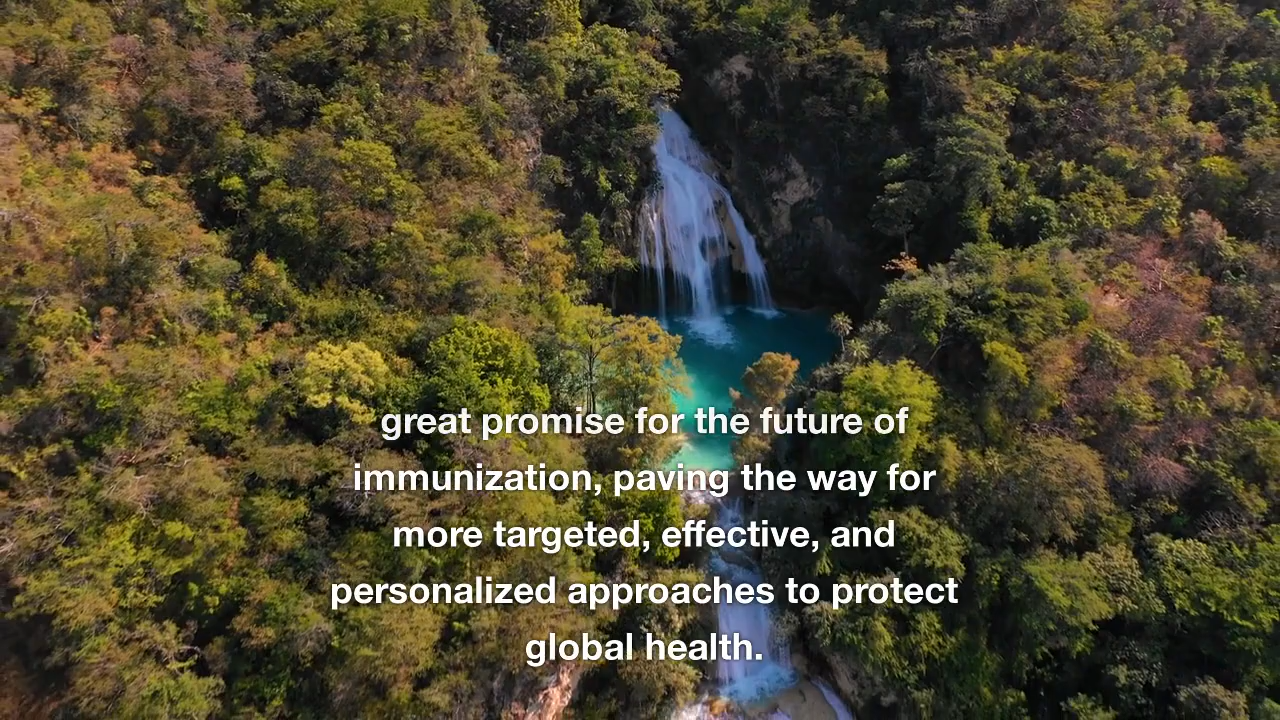 great promise for the future of
immunization, paving the way for
more targeted, effective, and
personalized approaches to protect
global health.